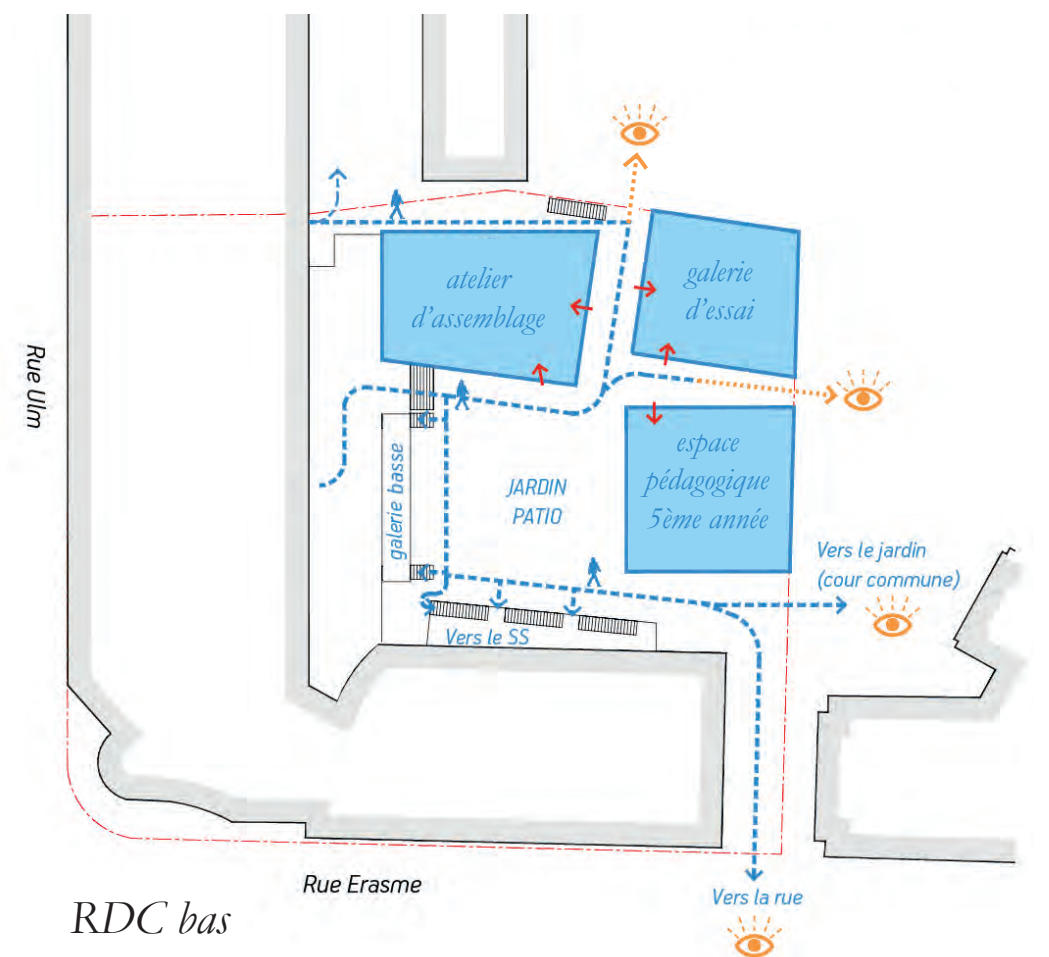 atelier
d'assemblage
galerie
d'essai
Rue Ulm
galerie basse
JARDIN
PATIO
espace
pédagogique
5ème année
Vers le jardin
(cour commune)
Vers le SS
Rue Erasme
Vers la rue
RDC bas